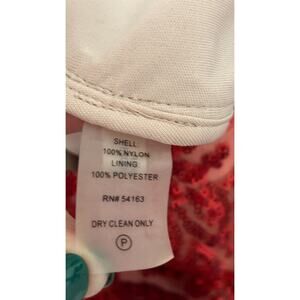 SHELL
100% NYLON
LINING
100% POLYESTER
RN# 54163
DRY CLEAN ONLY
P